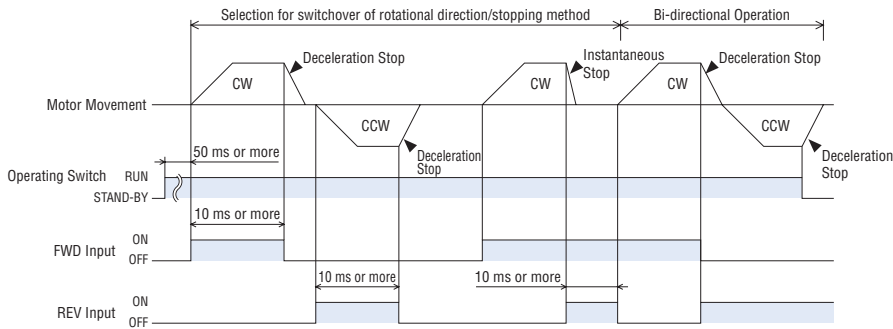 Selection for switchover of rotational direction/stopping method
Bi-directional Operation
Deceleration Stop
Instantaneous
Stop
Deceleration Stop
CW
CW
CW
Motor Movement
CCW
CCW
50 ms or more
Deceleration
Stop
Deceleration
Stop
Operating Switch
RUN
STAND-BY
10 ms or more
FWD Input
ON
OFF
10 ms or more
10 ms or more
REV Input
ON
OFF